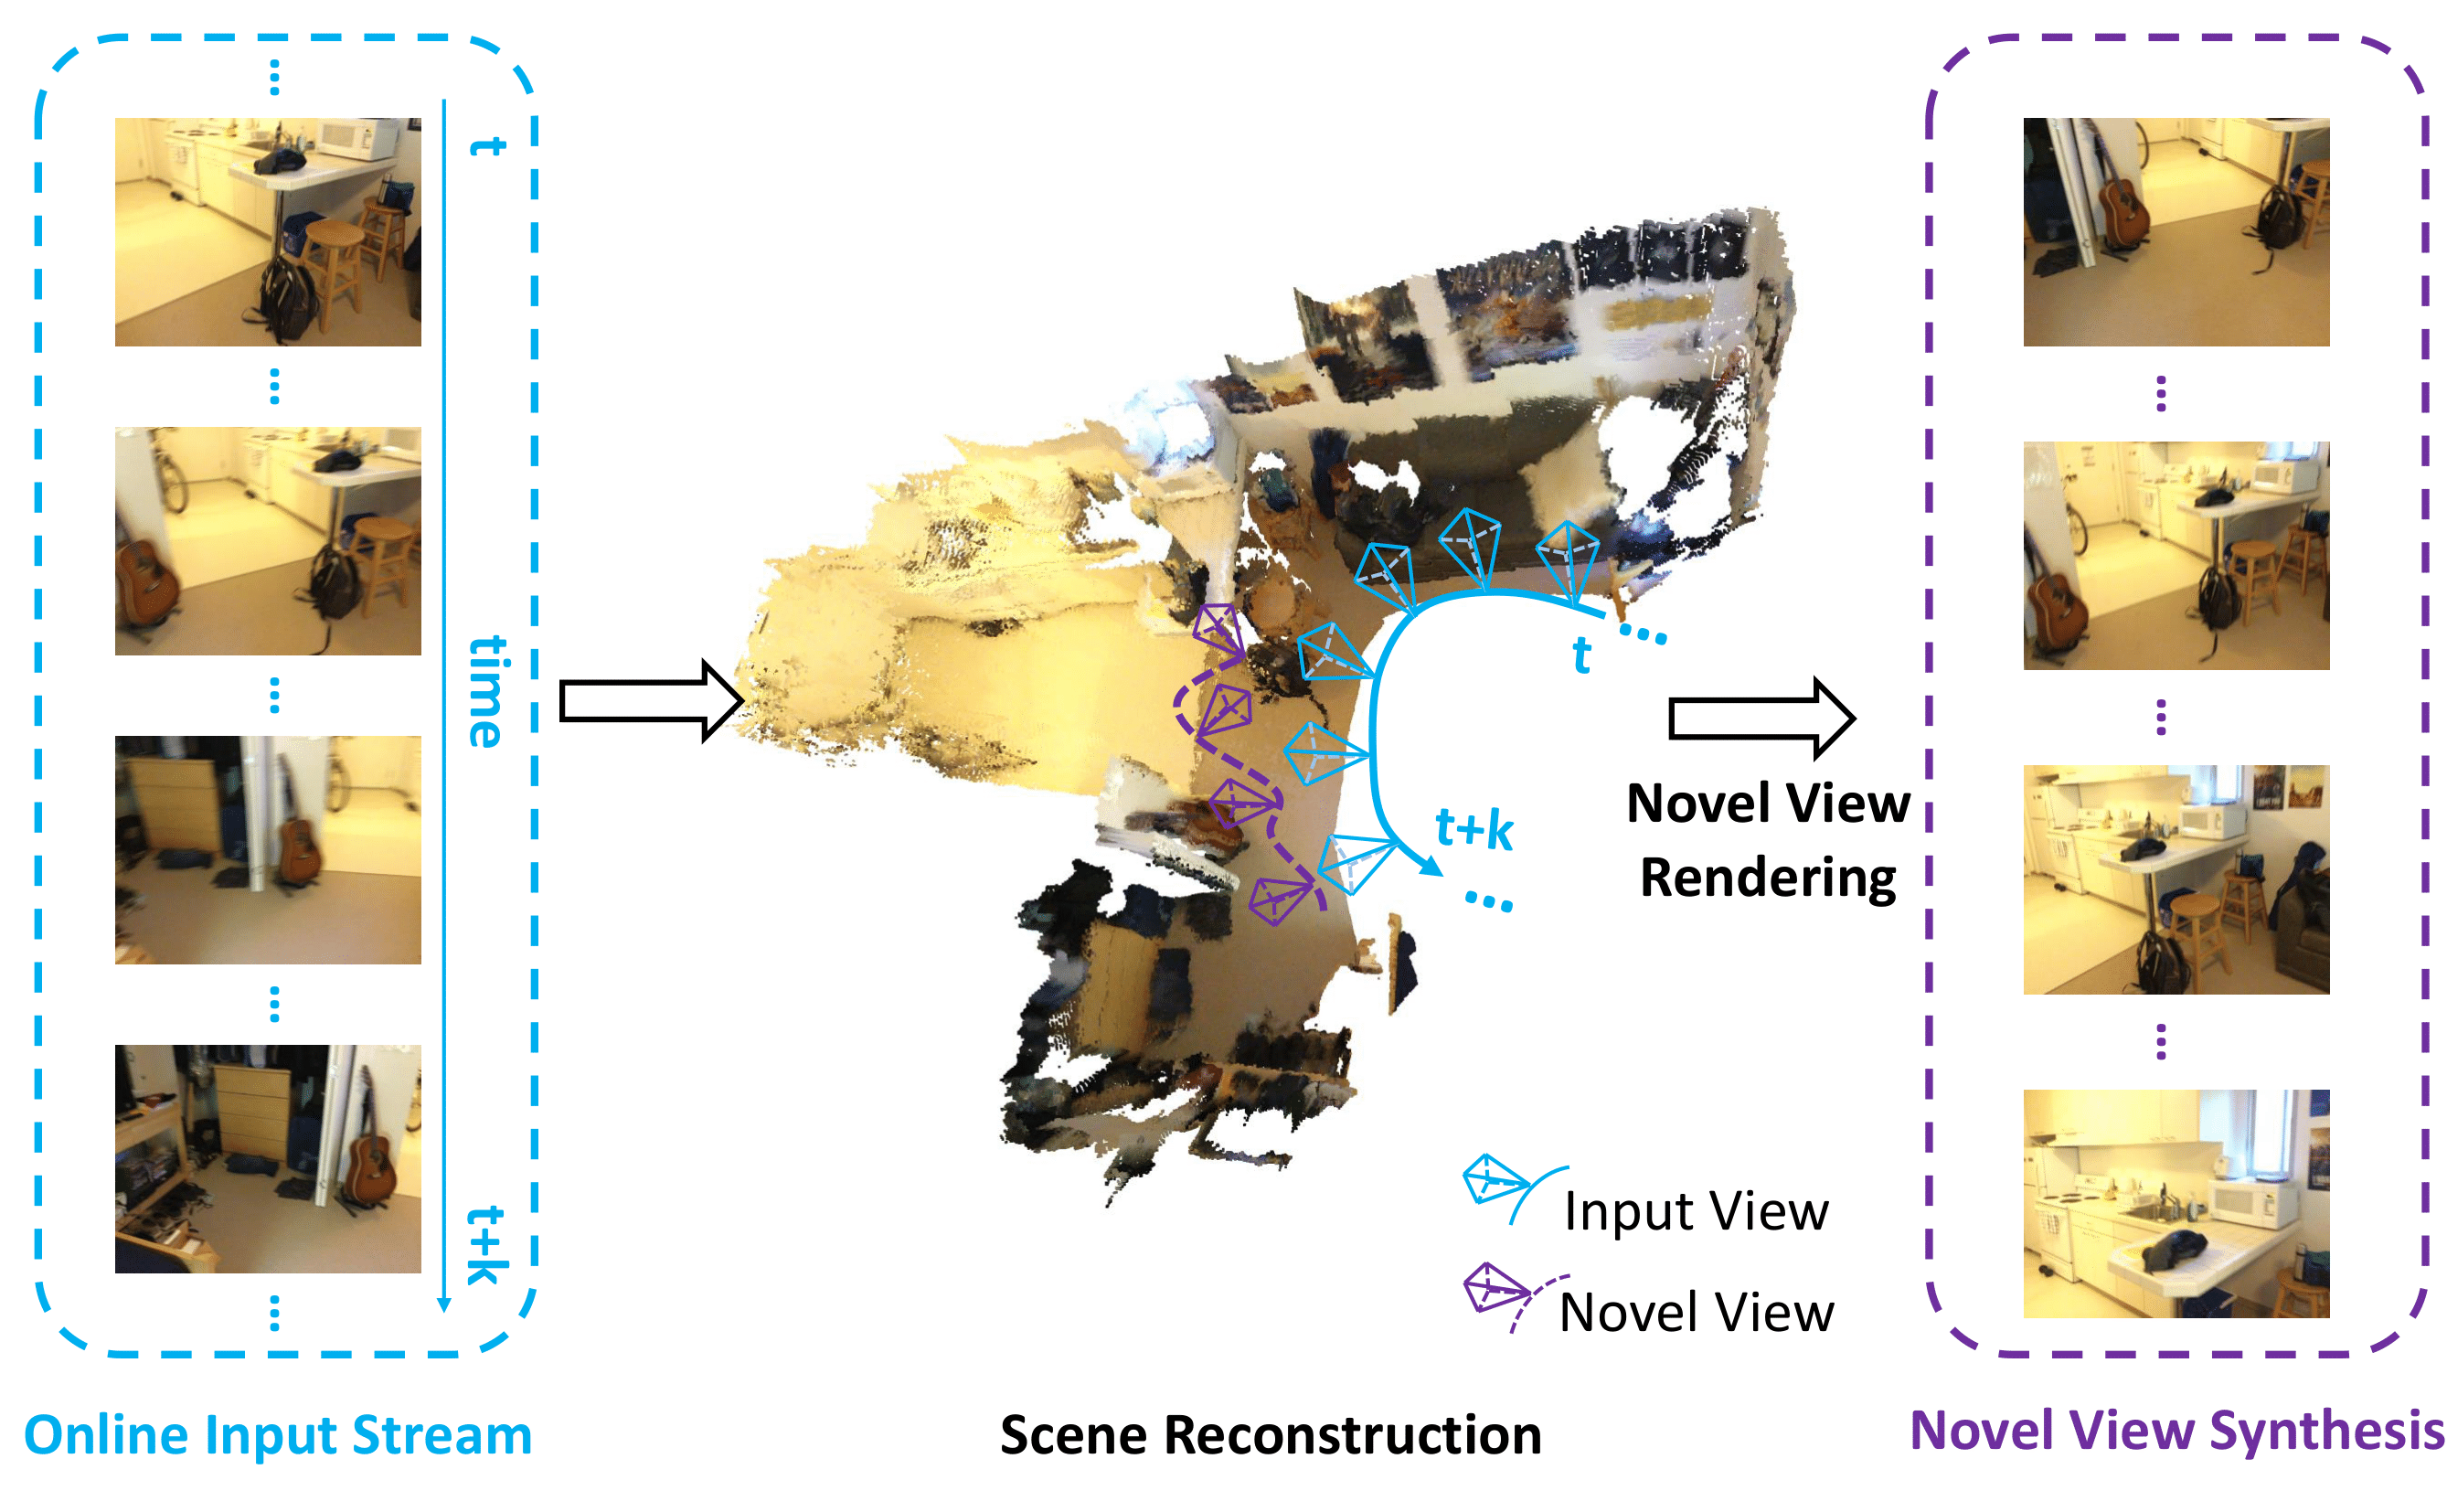 t
time
t+k
Online Input Stream
t
t+k
Input View
Novel View
Scene Reconstruction
Novel View
Rendering
Novel View Synthesis